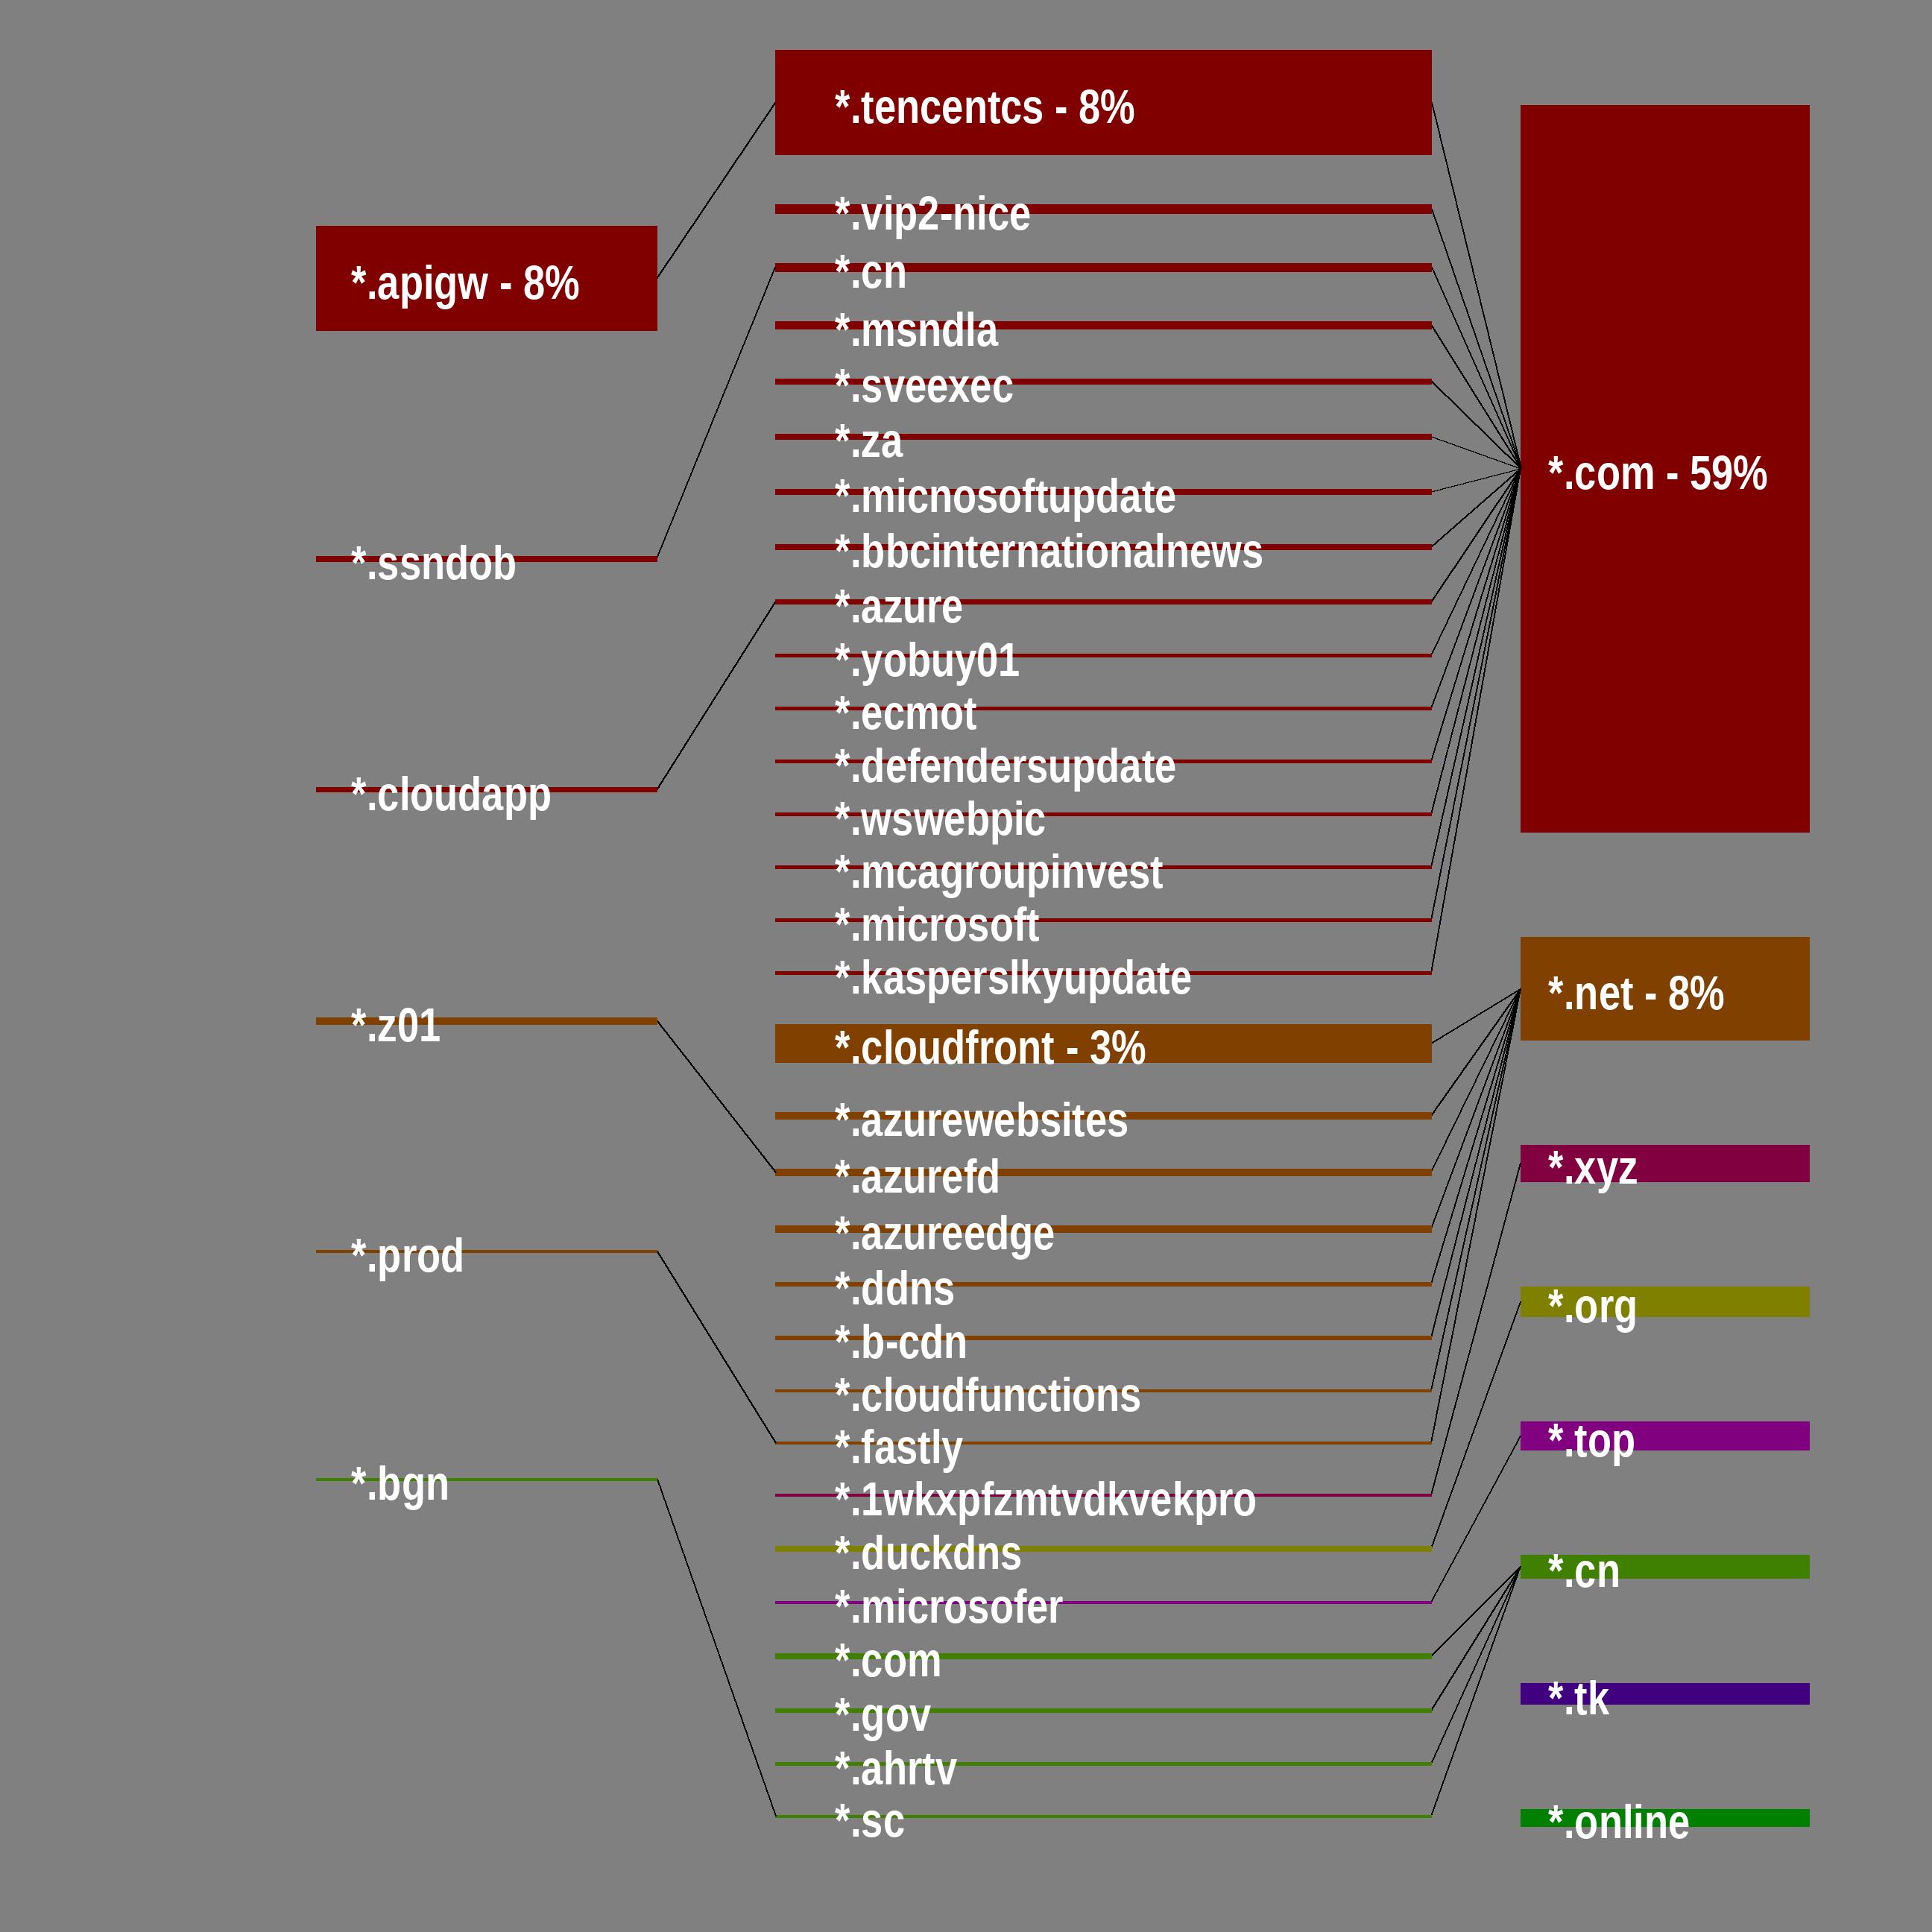 *.apigw - 8%
*.ssndob
*.cloudapp
*.z01
*.prod
*.bgn
*.tencentcs - 8%
*.vip2-nice
*.cn
*.msndla
*.sveexec
*.za
*.micnosoftupdate
*.bbcinternationalnews
*.azure
*.yobuy01
*.ecmot
*.defendersupdate
*.wswebpic
*.mcagroupinvest
*.microsoft
*.kasperslkyupdate
*.cloudfront - 3%
*.azurewebsites
*.azurefd
*.azureedge
*.ddns
*.b-cdn
*.cloudfunctions
*.fastly
*.1wkxpfzmtvdkvekpro
*.duckdns
*.microsofer
*.com
*.gov
*.ahrtv
*.sc
*.com - 59%
*.net - 8%
*.xyz
*.org
*.top
*.cn
*.tk
*.online